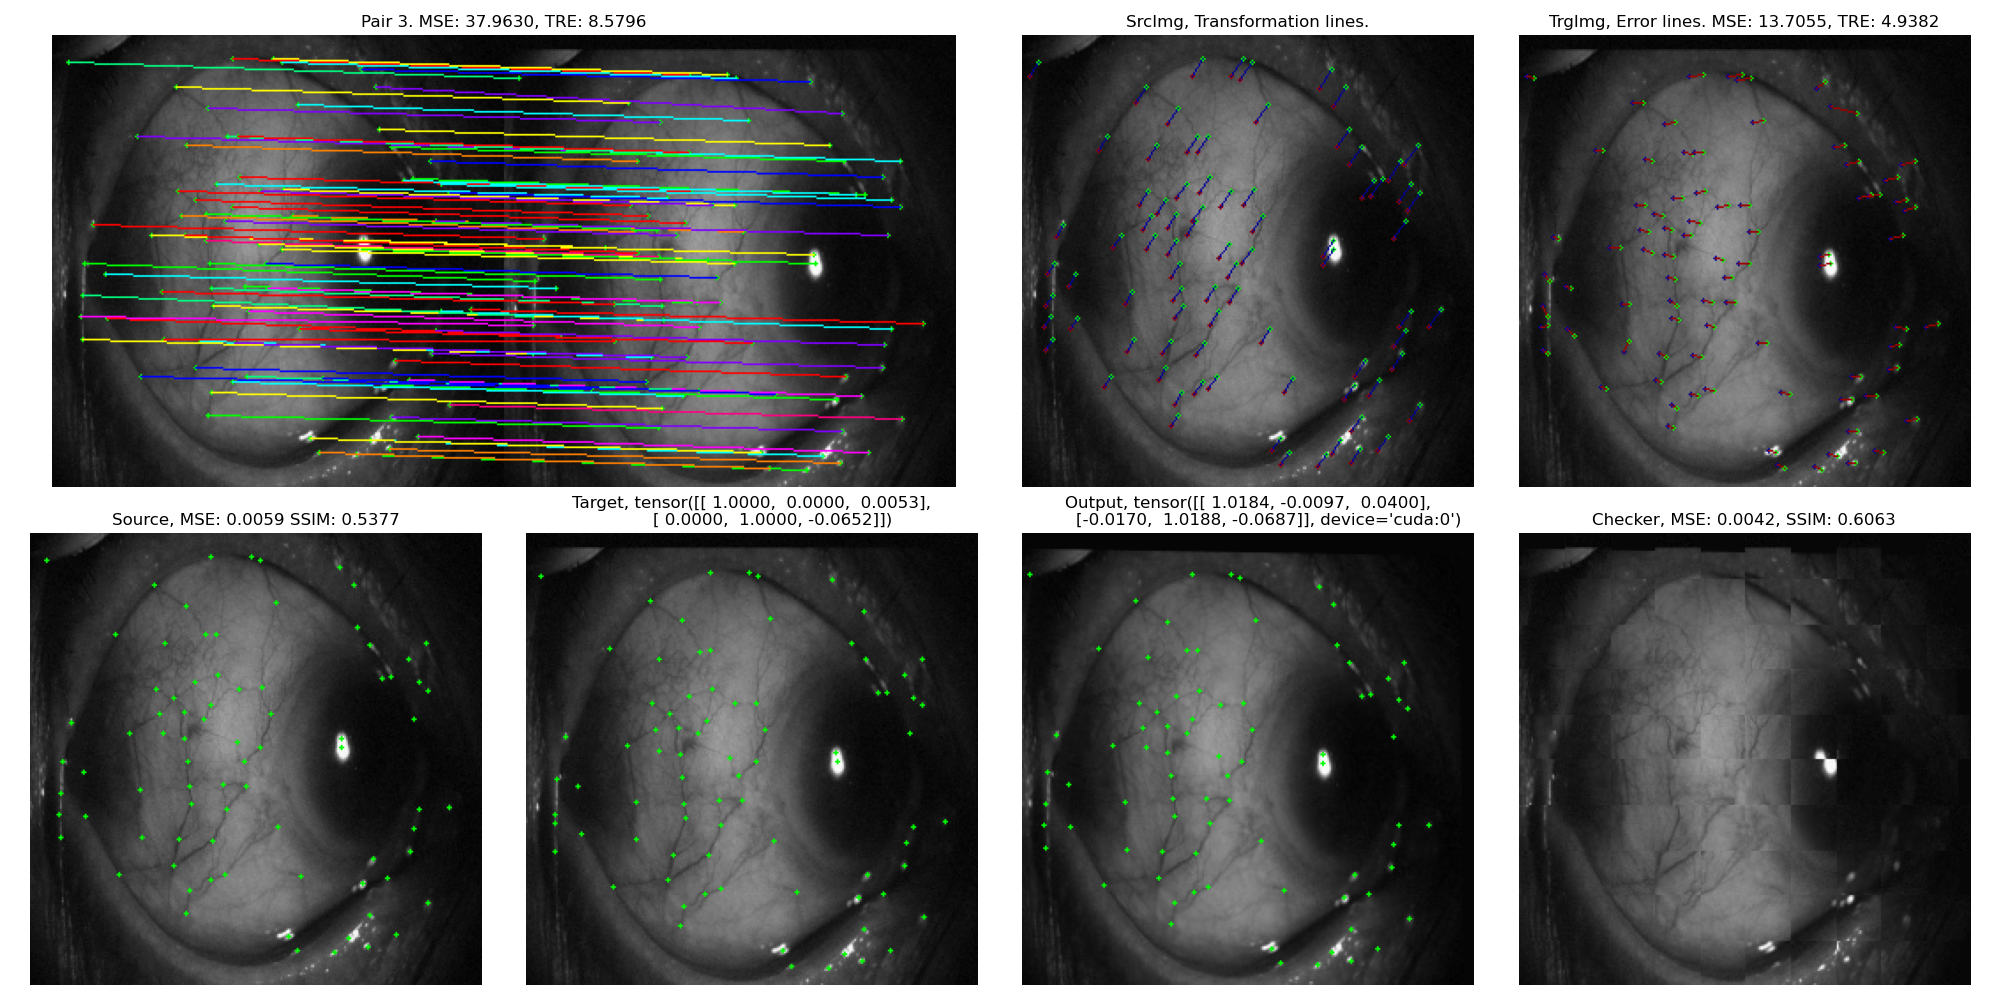 Pair 3. MSE: 37.9630, TRE: 8.5796
SrcImg, Transformation lines.
TrgImg, Error lines. MSE: 13.7055, TRE: 4.9382
Source, MSE: 0.0059 SSIM: 0.5377
Target, tensor([[ 1.0000,  0.0000,  0.0053],
[ 0.0000,  1.0000, -0.0652]])
Output, tensor([[ 1.0184, -0.0097,  0.0400],
[-0.0170,  1.0188, -0.0687]], device='cuda:0')
Checker, MSE: 0.0042, SSIM: 0.6063